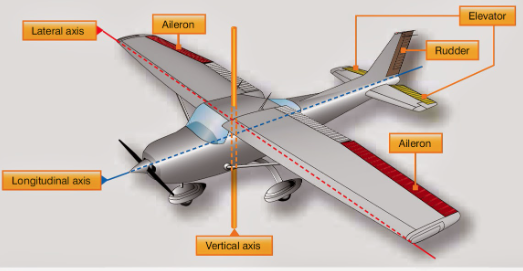 Elevator
Lateral axis
Aileron
Rudder
Aileron
Longitudinal axis
Vertical axis